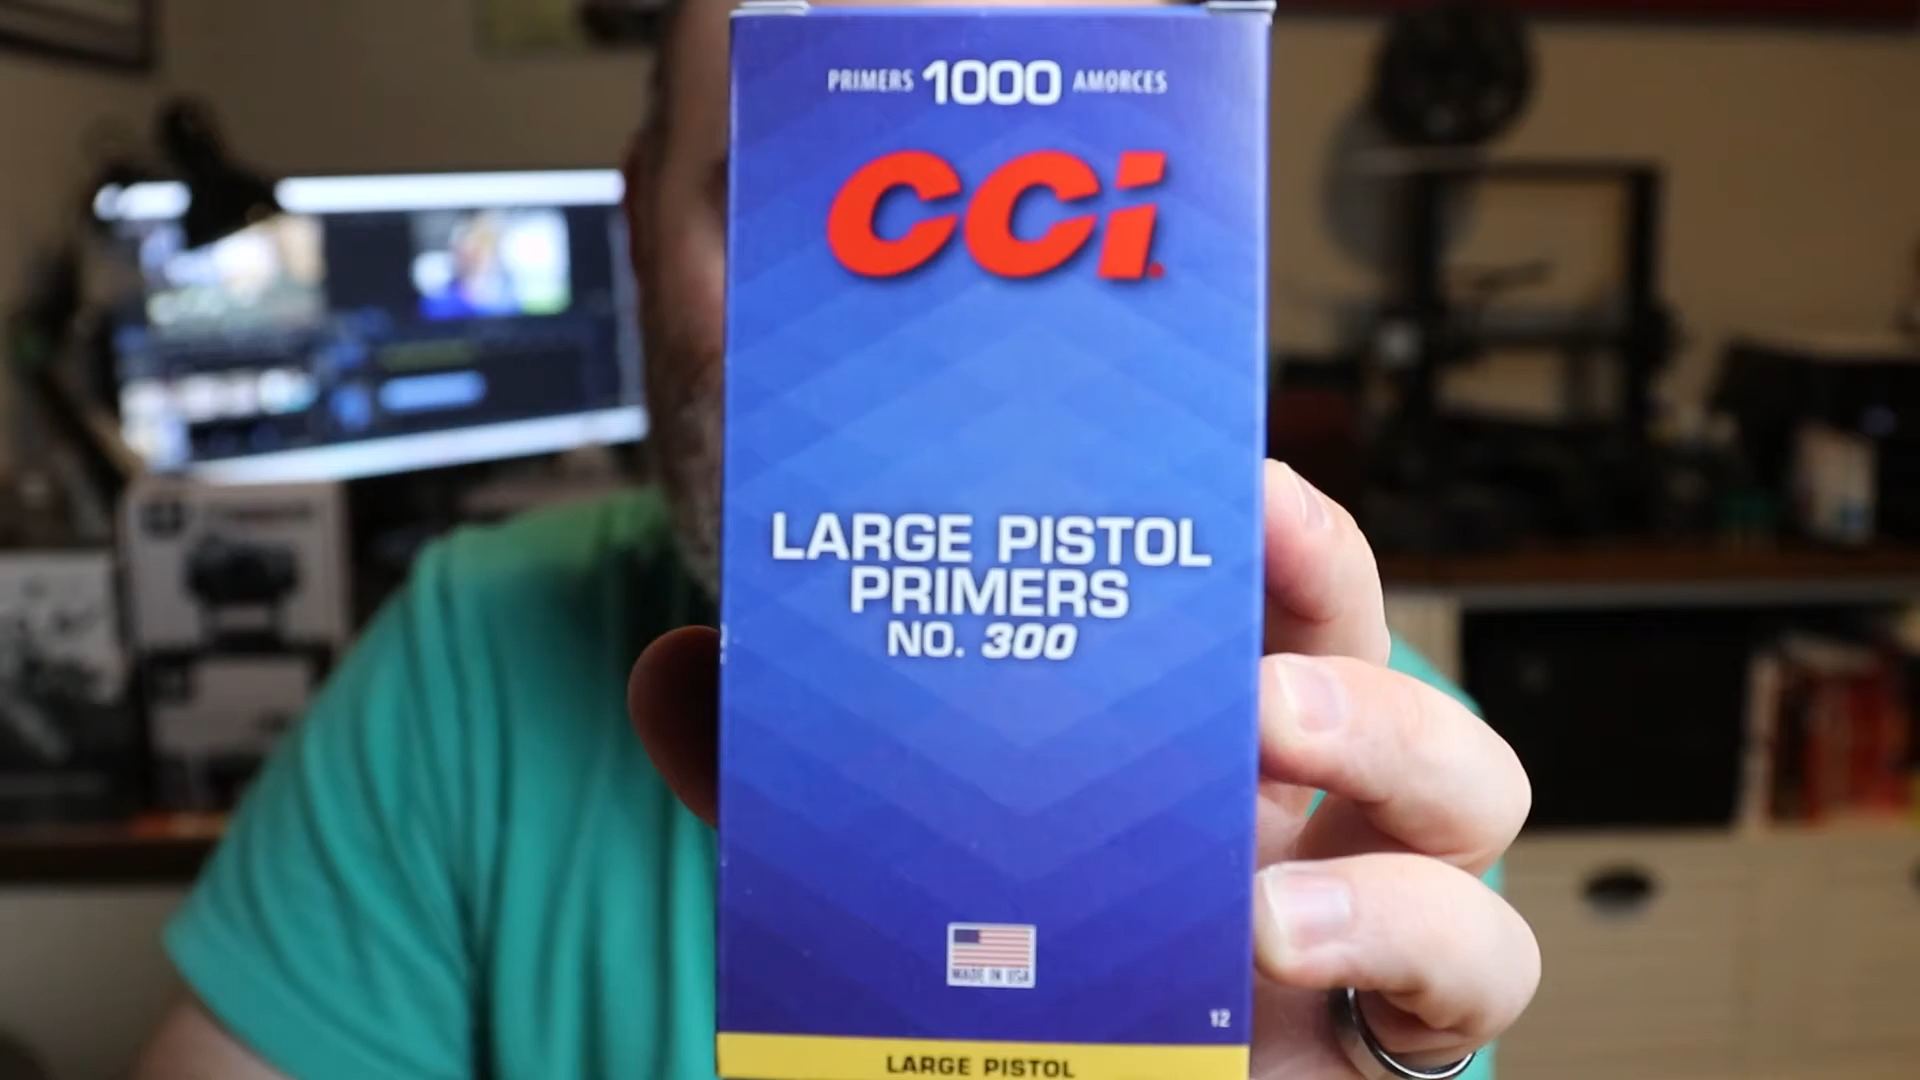 PRIMERS 1000 AMORCES
CCi
LARGE PISTOL
PRIMERS
NO. 300
MADE IN USA
12
LARGE PISTOL